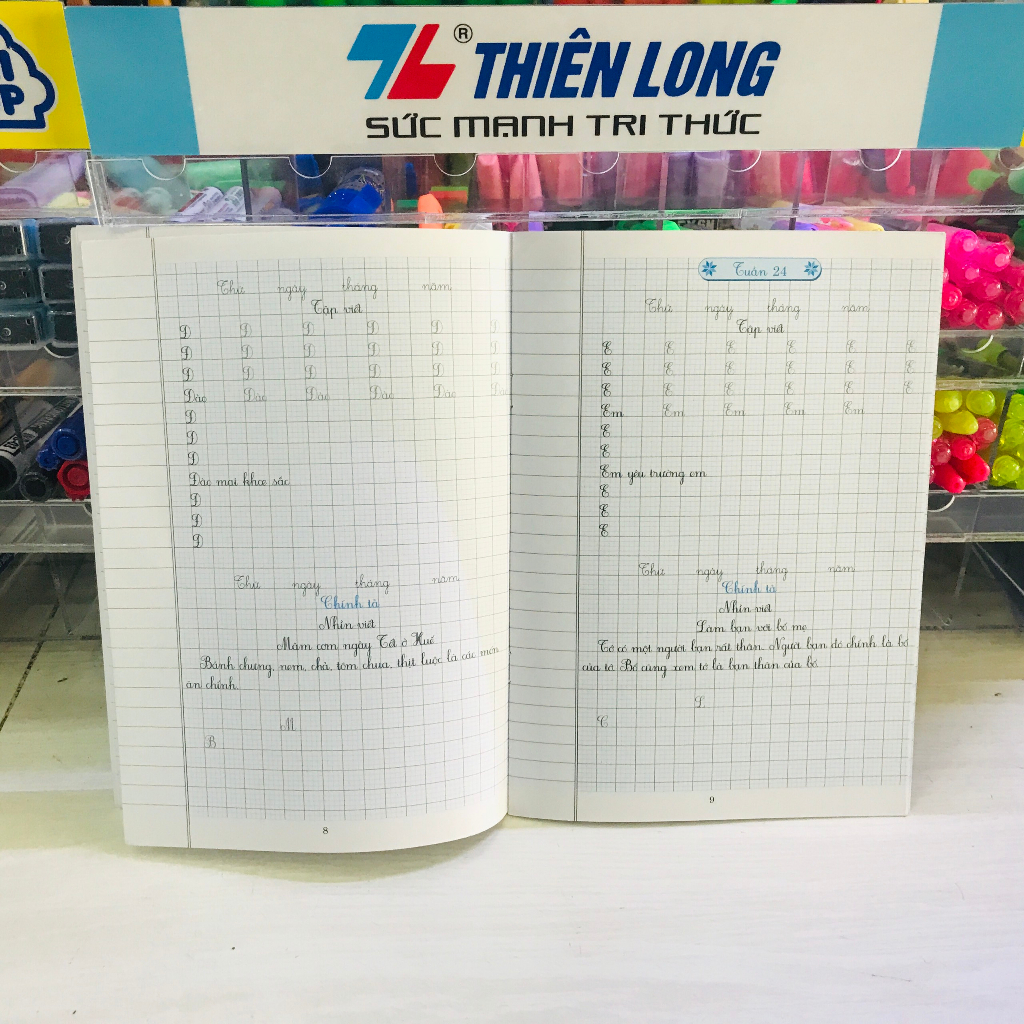 THIÊN LONG
®
SỨC MẠNH TRI THỨC
Thứ ngày tháng năm
Tập viết
Đ Đ Đ Đ Đ Đ
Đ Đ Đ Đ Đ Đ
Đ Đ Đ Đ Đ Đ
Đào Đào Đào Đào Đào Đào
Đ
Đ
Đ
Đào mai khoe sắc
Đ
Đ
Đ
Thứ ngày tháng năm
Chính tả
Nhìn viết
Mâm cơm ngày Tết ở Huế
Bánh chưng, nem, chả, tôm chua, thịt luộc là các món
ăn chính.
M
B
8
Tuần 24
Thứ ngày tháng năm
Tập viết
E E E E E E
E E E E E E
E E E E E E
Em Em Em Em Em
E
E
Em yêu trường em
E
E
E
Thứ ngày tháng năm
Chính tả
Nhìn viết
Làm bạn với bố mẹ
Tớ có một người bạn rất thân. Người bạn đó chính là bố
của tớ. Bố cũng xem tớ là bạn thân của bố.
L
C
9